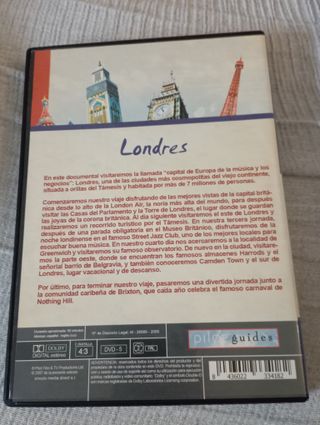 Londres
En este documental visitaremos la llamada "capital de Europa de la música y los
negocios": Londres, una de las ciudades más cosmopolitas del viejo continente,
situada a orillas del Támesis y habitada por más de 7 millones de personas.
Comenzaremos nuestro viaje disfrutando de las mejores vistas de la capital britá-
nica desde lo alto de la London Air, la noria más alta del mundo, para después
visitar las Casas del Parlamento y la Torre de Londres, el lugar donde se guardan
las joyas de la corona británica. Al día siguiente visitaremos el este de Londres y
realizaremos un recorrido turístico por el Támesis. En nuestra tercera jornada,
después de una parada obligatoria en el Museo Británico, disfrutaremos de la
noche londinense en el famoso Street Jazz Club, uno de los mejores locales para
escuchar buena música. En nuestro cuarto día nos acercaremos a la localidad de
Greenwich y visitaremos su famoso observatorio. De nuevo en la ciudad, visitare-
mos la parte oeste, donde se encuentran los famosos almacenes Harrods y el
señorial barrio de Belgravia, y también conoceremos Camden Town y el sur de
Londres, lugar vacacional y de descanso.
Por último, para terminar nuestro viaje, pasaremos una divertida jornada junto a
la comunidad caribeña de Brixton, que cada año celebra el famoso carnaval de
Nothing Hill.
pilot guides
DOLBY
DIGITAL estéreo
PANTALLA
4:3
DVD-5
2
PAL
8 436022 334182